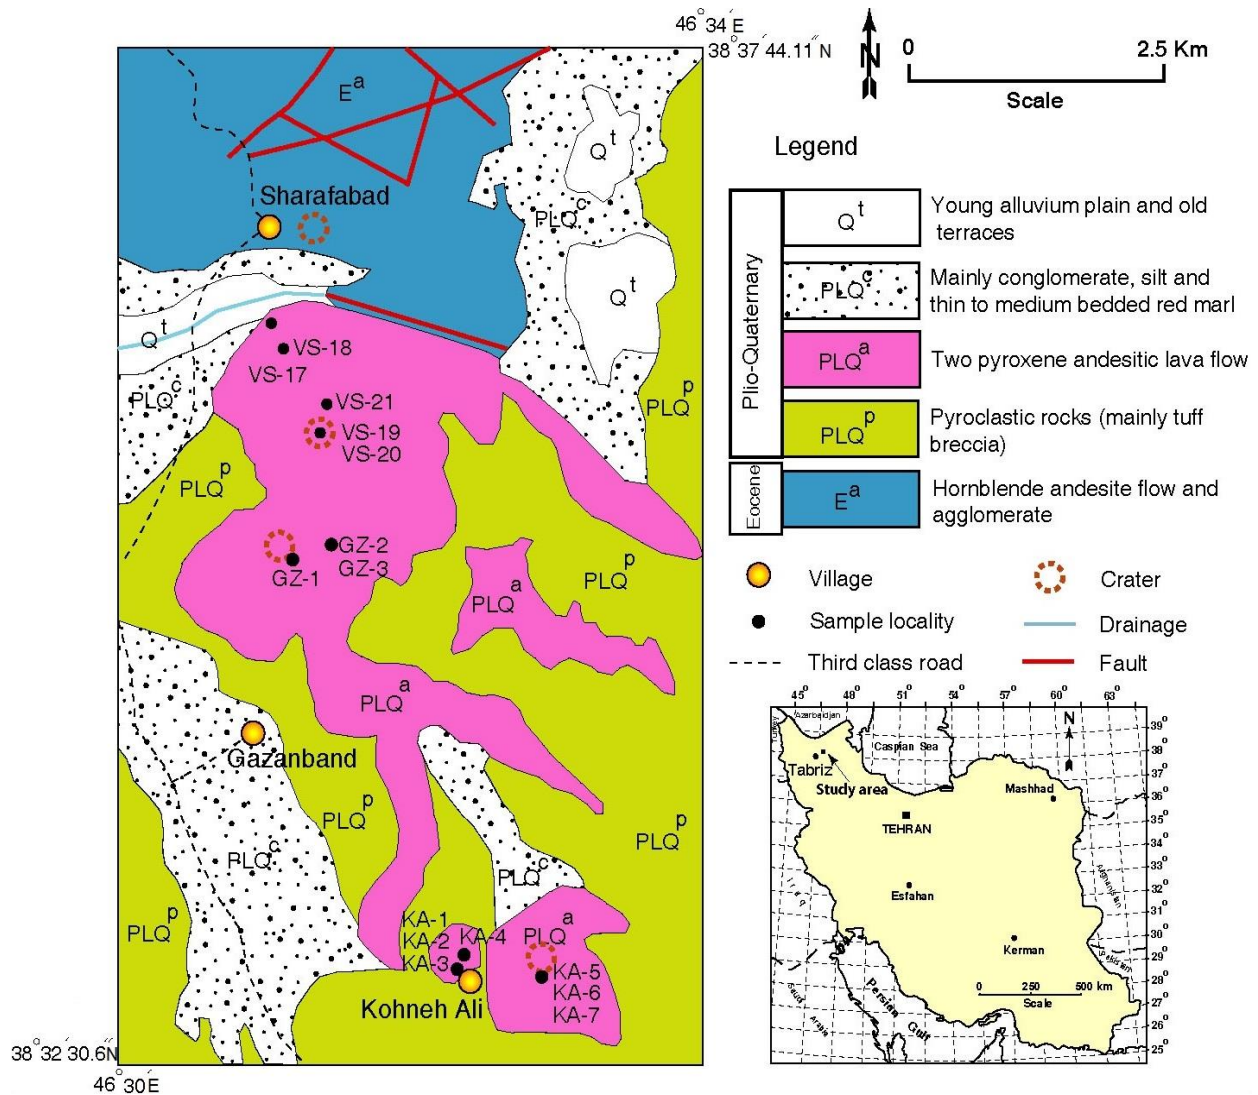 46° 34´ E
38° 37´ 44.11˝ N
N
0 2.5 Km
Scale
Legend
Plio-Quaternary
Qt Young alluvium plain and old
terraces
PLQc Mainly conglomerate, silt and
thin to medium bedded red marl
PLQa Two pyroxene andesitic lava flow
PLQp Pyroclastic rocks (mainly tuff
breccia)
Eocene
Ea Hornblende andesite flow and
agglomerate
Village
Crater
Sample locality
Drainage
Third class road
Fault
Ea
Qt
Sharafabad
PLQc
Qt
Qt
VS-18
VS-17
PLQc
VS-21
PLQp
VS-19
VS-20
PLQp
GZ-2
GZ-1
GZ-3
PLQp
PLQa
PLQa
Gazanband
PLQp
PLQp
PLQc
PLQc
PLQp
KA-1
KA-2
KA-3
KA-4
PLQa
KA-5
KA-6
KA-7
Kohneh Ali
38° 32´ 30.6˝N
46° 30´E
45° 48° 51° 54° 57° 60° 63°
Turkey
Azarbaidjan
N
Caspian Sea
Tabriz
Study area
Mashhad
TEHRAN
Esfahan
Kerman
Iraq
Afghanistan
Pakistan
Saudi Arabia
Persian Gulf
0 250 500 km
Scale
39°
38°
37°
36°
35°
34°
33°
32°
31°
30°
29°
28°
27°
26°
25°